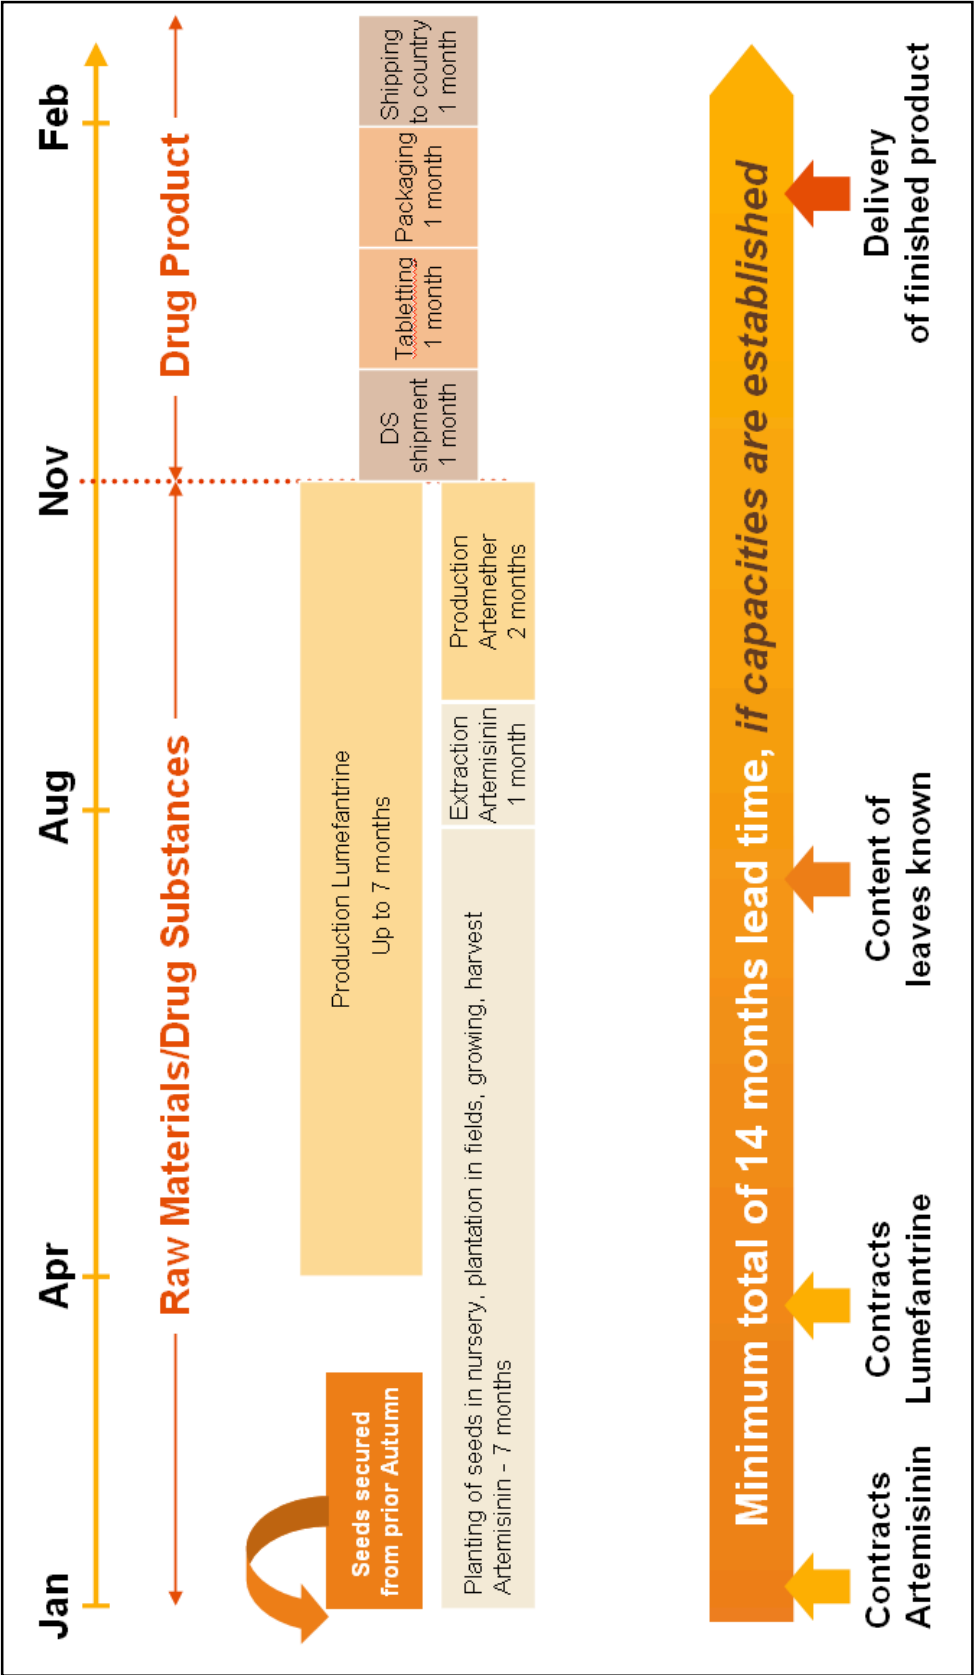 Jan
Apr
Aug
Nov
Feb
Raw Materials/Drug Substances
Drug Product
Seeds secured
from prior Autumn
Production Lumefantrine
Up to 7 months
Planting of seeds in nursery, plantation in fields, growing, harvest
Artemisinin - 7 months
Extraction
Artemisinin
1 month
Production
Artemether
2 months
DS
shipment
1 month
Tabletting
1 month
Packaging
1 month
Shipping
to country
1 month
Minimum total of 14 months lead time, if capacities are established
Contracts
Artemisinin
Contracts
Lumefantrine
Content of
leaves known
Delivery
of finished product